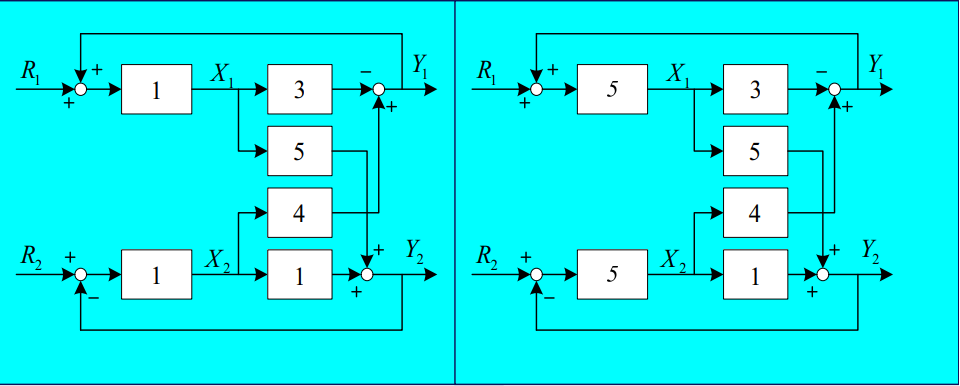 R₁ + + 1 X₁ 3 − + Y₁
5
4
R₂ + − 1 X₂ 1 + + Y₂
R₁ + + 5 X₁ 3 − + Y₁
5
4
R₂ + − 5 X₂ 1 + + Y₂